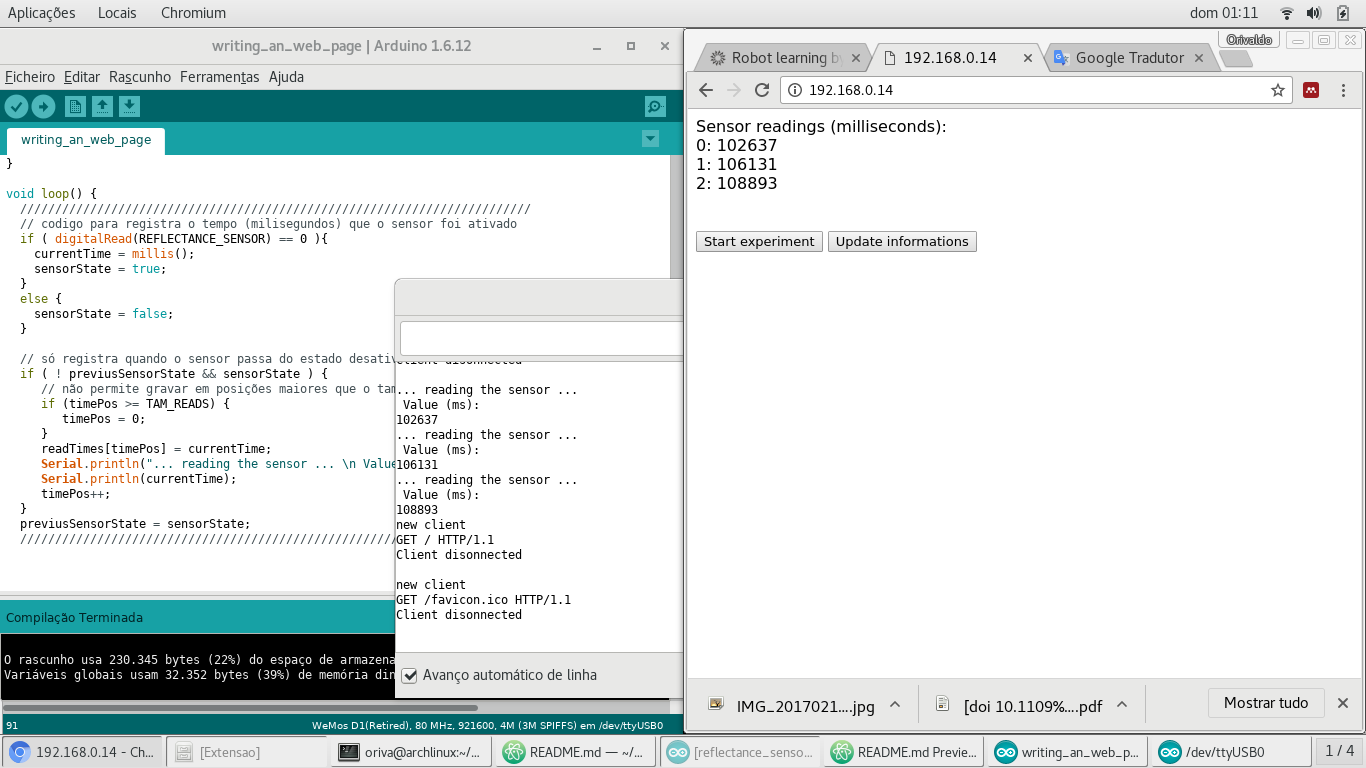 Aplicações Locais Chromium dom 01:11
writing_an_web_page | Arduino 1.6.12
Ficheiro Editar Rascunho Ferramentas Ajuda
writing_an_web_page
}
void loop() {
/////////////////////////////////////////////////////////////////////////
// codigo para registra o tempo (milisegundos) que o sensor foi ativado
if ( digitalRead(REFLECTANCE_SENSOR) == 0 ){
currentTime = millis();
sensorState = true;
}
else {
sensorState = false;
}
// só registra quando o sensor passa do estado desativ
if ( ! previusSensorState && sensorState ) {
// não permite gravar em posições maiores que o tam
if (timePos >= TAM_READS) {
timePos = 0;
}
readTimes[timePos] = currentTime;
Serial.println("... reading the sensor ... \n Value
Serial.println(currentTime);
timePos++;
}
previusSensorState = sensorState;
//////////////////////////////////////////////////////
Compilação Terminada
O rascunho usa 230.345 bytes (22%) do espaço de armazena
Variáveis globais usam 32.352 bytes (39%) de memória din
91 WeMos D1(Retired), 80 MHz, 921600, 4M (3M SPIFFS) em /dev/ttyUSB0
Client disonnected
... reading the sensor ...
Value (ms):
102637
... reading the sensor ...
Value (ms):
106131
... reading the sensor ...
Value (ms):
108893
new client
GET / HTTP/1.1
Client disonnected
new client
GET /favicon.ico HTTP/1.1
Client disonnected
Avanço automático de linha
Orivaldo
Robot learning b 192.168.0.14 Google Tradutor
192.168.0.14
Sensor readings (milliseconds):
0: 102637
1: 106131
2: 108893
Start experiment Update informations
IMG_2017021....jpg [doi 10.1109%....pdf Mostrar tudo
192.168.0.14 - Ch... [Extensao] oriva@archlinux:~/... README.md — ~/... [reflectance_senso... README.md Previe... writing_an_web_p... /dev/ttyUSB0 1 / 4